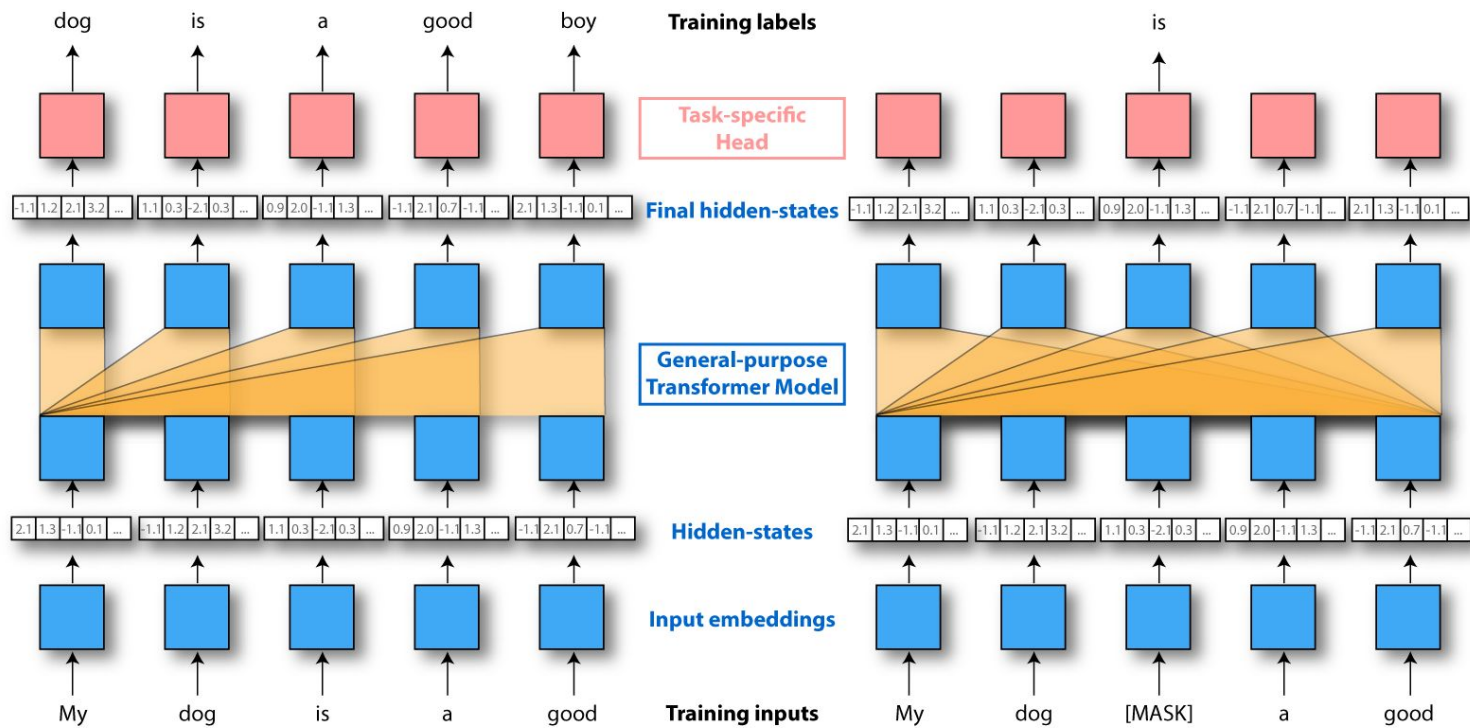 dog is a good boy Training labels is
Task-specific
Head
-1.1 1.2 2.1 3.2 ... 1.1 0.3 -2.1 0.3 ... 0.9 2.0 -1.1 1.3 ... -1.1 2.1 0.7 -1.1 ... 2.1 1.3 -1.1 0.1 ... Final hidden-states -1.1 1.2 2.1 3.2 ... 1.1 0.3 -2.1 0.3 ... 0.9 2.0 -1.1 1.3 ... -1.1 2.1 0.7 -1.1 ... 2.1 1.3 -1.1 0.1 ...
General-purpose
Transformer Model
2.1 1.3 -1.1 0.1 ... -1.1 1.2 2.1 3.2 ... 1.1 0.3 -2.1 0.3 ... 0.9 2.0 -1.1 1.3 ... -1.1 2.1 0.7 -1.1 ... Hidden-states 2.1 1.3 -1.1 0.1 ... -1.1 1.2 2.1 3.2 ... 1.1 0.3 -2.1 0.3 ... 0.9 2.0 -1.1 1.3 ... -1.1 2.1 0.7 -1.1 ...
Input embeddings
My dog is a good Training inputs My dog [MASK] a good